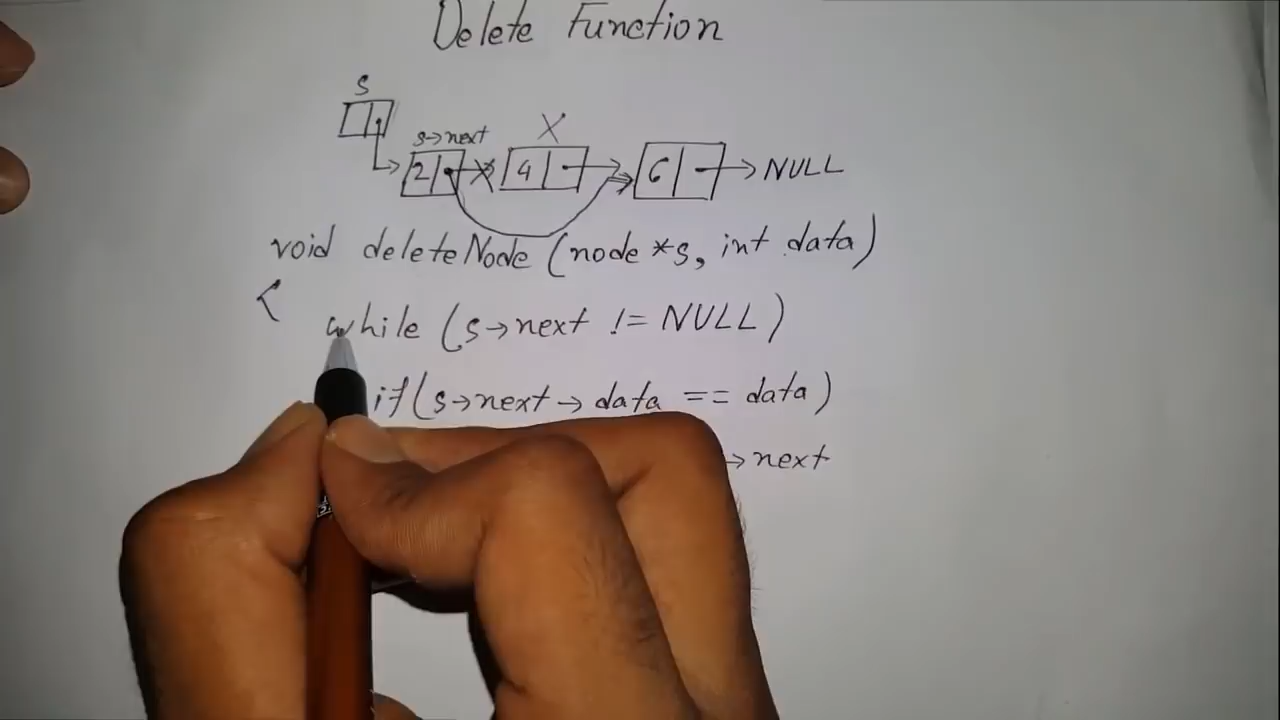 Delete Function
s
s→next X
2 4 6 → NULL
void deleteNode (node *s, int data)
{
while (s→next != NULL)
if (s→next → data == data)
→ next